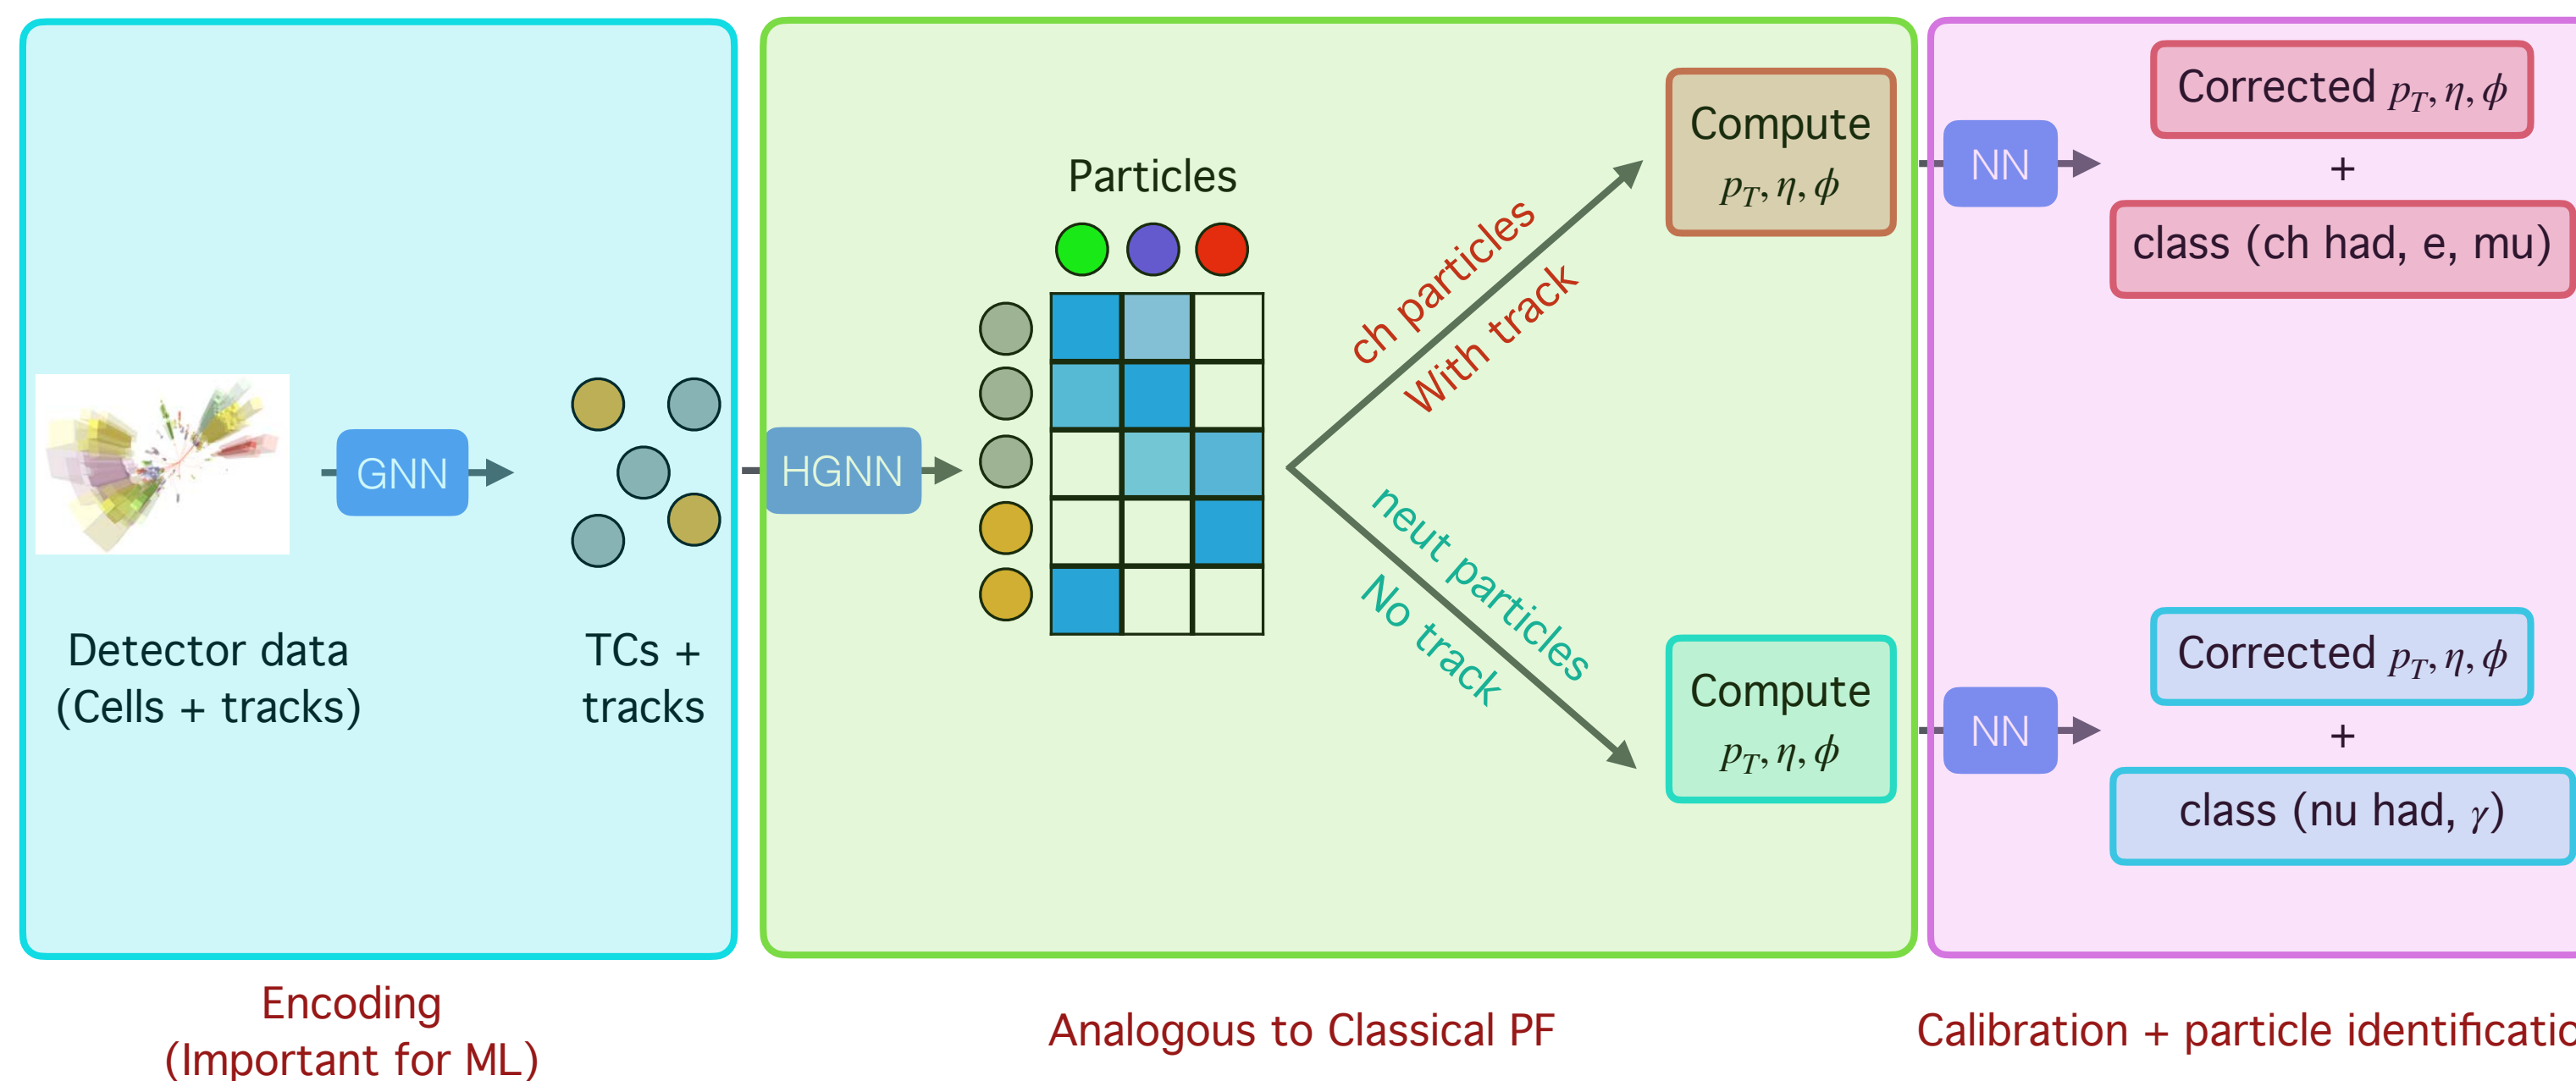 GNN
Detector data
(Cells + tracks)
TCs +
tracks
Encoding
(Important for ML)
HGNN
Particles
ch particles
With track
neut particles
No track
Compute
p_T, η, ϕ
Compute
p_T, η, ϕ
Analogous to Classical PF
NN
Corrected p_T, η, ϕ
+
class (ch had, e, mu)
NN
Corrected p_T, η, ϕ
+
class (nu had, γ)
Calibration + particle identificatio